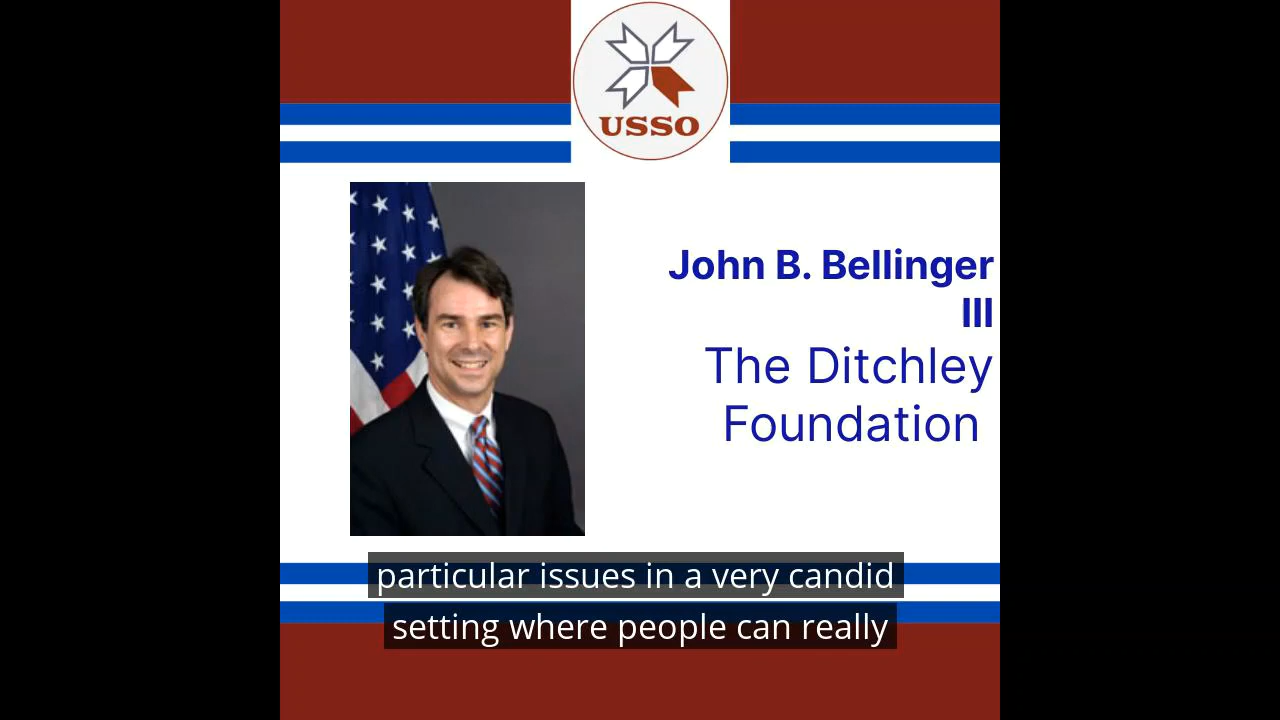 USSO
John B. Bellinger
III
The Ditchley
Foundation
particular issues in a very candid
setting where people can really